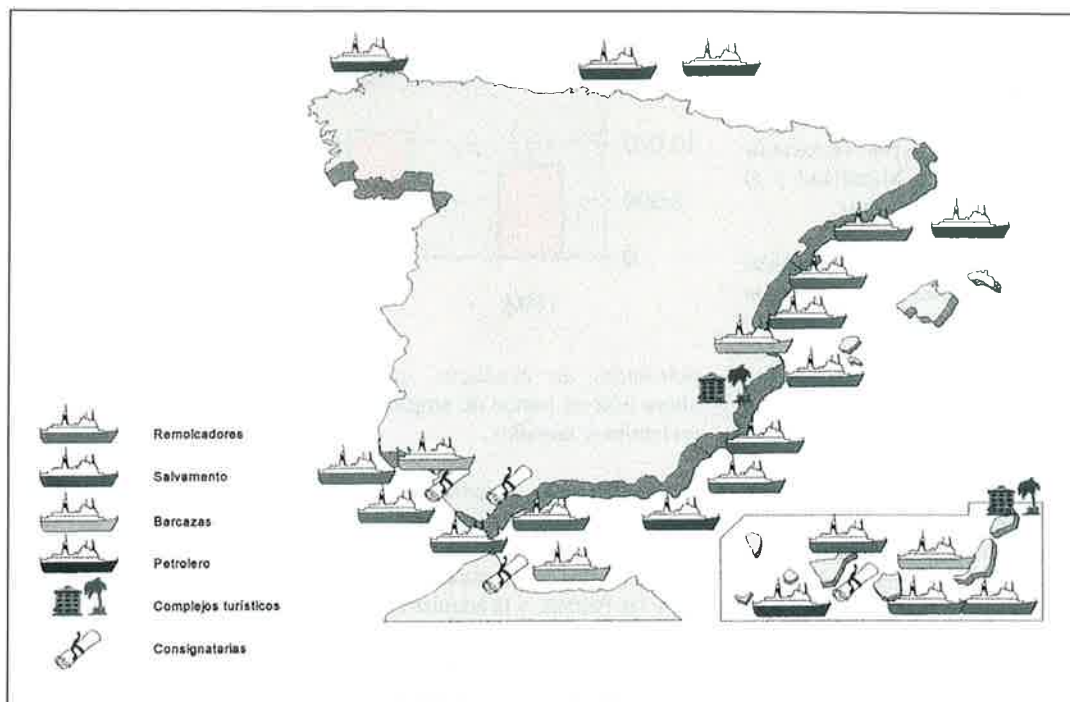 Remolcadores
Salvamento
Barcazas
Petrolero
Complejos turísticos
Consignatarias